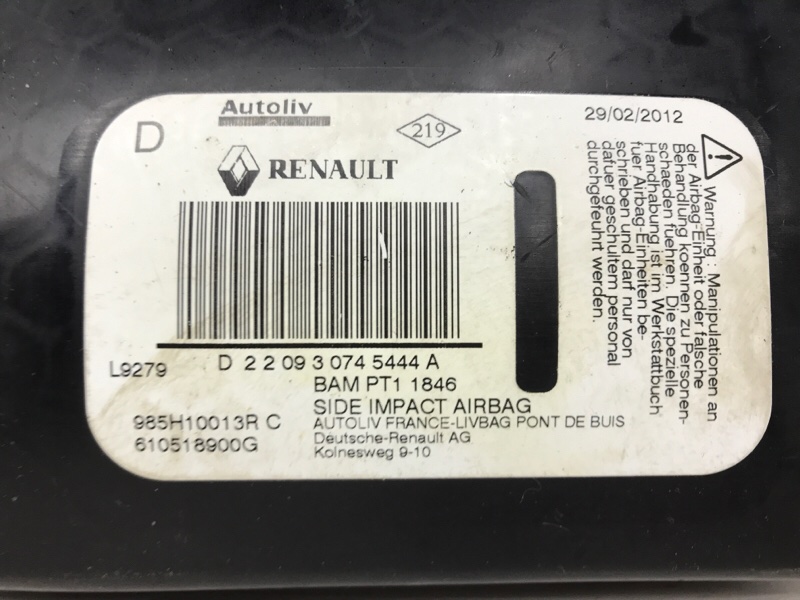 Autoliv
D
219
29/02/2012
RENAULT
D 2 2 09 3 074 5444 A
L9279
BAM PT1 1846
985H10013R C
SIDE IMPACT AIRBAG
610518900G
AUTOLIV FRANCE-LIVBAG PONT DE BUIS
Deutsche-Renault AG
Kolnesweg 9-10
Warnung : Manipulationen an
der Airbag-Einheit oder falsche
Behandlung koennen zu Personen-
schaeden fuehren. Die spezielle
Handhabung ist im Werkstattbuch
fuer Airbag-Einheiten be-
schrieben und darf nur von
dafuer geschultem personal
durchgefuehrt werden.